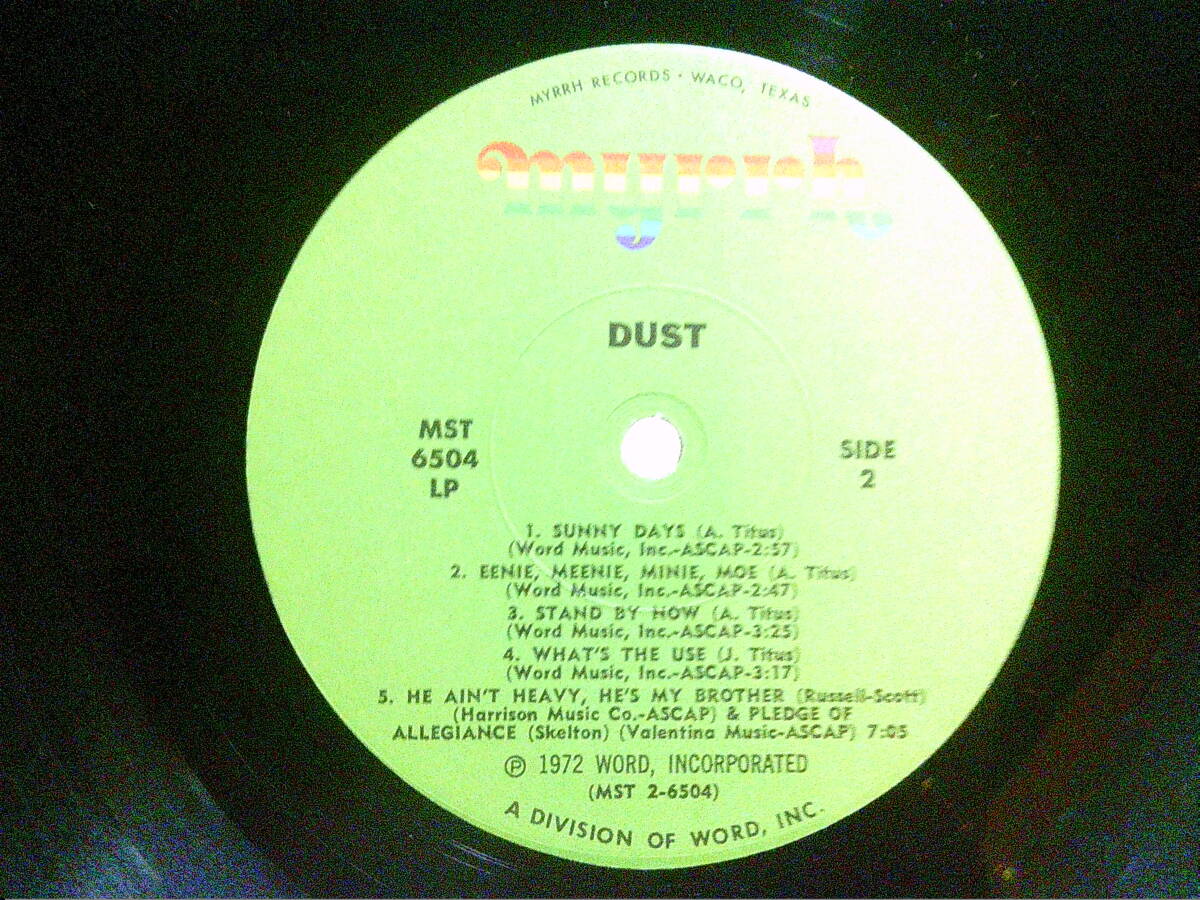 MYRRH RECORDS • WACO, TEXAS
myrrh
DUST
MST
6504
LP
SIDE
2
1. SUNNY DAYS (A. Titus)
(Word Music, Inc.-ASCAP-2:57)
2. EENIE, MEENIE, MINIE, MOE (A. Titus)
(Word Music, Inc.-ASCAP-2:47)
3. STAND BY NOW (A. Titus)
(Word Music, Inc.-ASCAP-3:25)
4. WHAT'S THE USE (J. Titus)
(Word Music, Inc.-ASCAP-3:17)
5. HE AIN'T HEAVY, HE'S MY BROTHER (Russell-Scott)
(Harrison Music Co.-ASCAP) & PLEDGE OF
ALLEGIANCE (Skelton) (Valentina Music-ASCAP) 7:05
℗ 1972 WORD, INCORPORATED
(MST 2-6504)
A DIVISION OF WORD, INC.